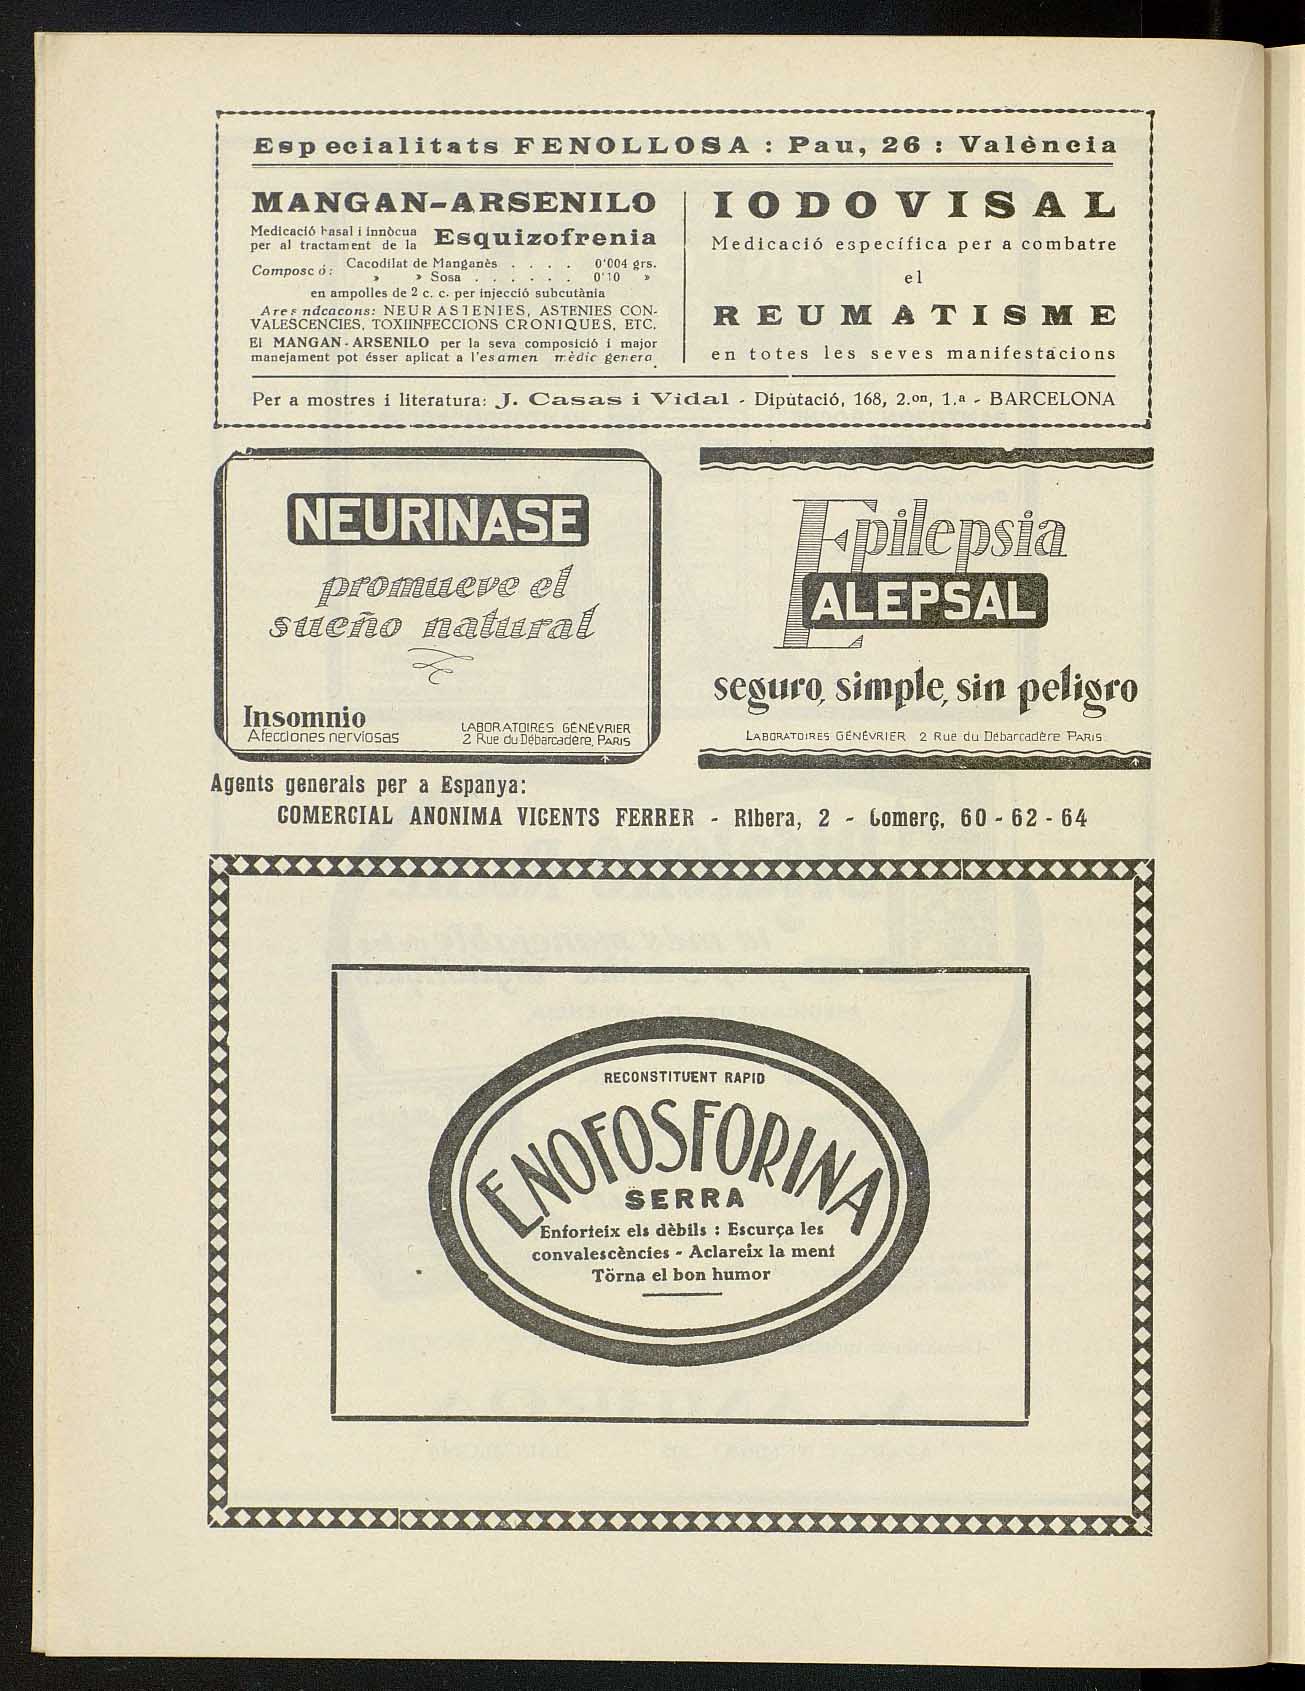 Especialitats FENOLLOSA : Pau, 26 : València
MANGAN-ARSENILO
Medicació basal i innòcua
per al tractament de la Esquizofrenia
Composc ó: Cacodilat de Manganès . . . . 0'004 grs.
» » Sosa . . . . . . 0'10 »
en ampolles de 2 c. c. per injecció subcutània
Ares ndcacons: NEURASTENIES, ASTENIES CON-
VALESCENCIES, TOXIINFECCIONS CRONIQUES, ETC.
El MANGAN-ARSENILO per la seva composició i major
manejament pot ésser aplicat a l'esamen mèdic genera
IODOVISAL
Medicació específica per a combatre
el
REUMATISME
en totes les seves manifestacions
Per a mostres i literatura: J. Casas i Vidal - Diputació, 168, 2.on, 1.a - BARCELONA
NEURINASE
promueve el
sueño natural
Insomnio
Afecciones nerviosas
LABORATOIRES GÉNÉVRIER
2 Rue du Débarcadère, PARIS
Epilepsia
ALEPSAL
seguro, simple, sin peligro
LABORATOIRES GÉNÉVRIER 2 Rue du Débarcadère PARIS
Agents generals per a Espanya:
COMERCIAL ANONIMA VICENTS FERRER - Ribera, 2 - Comerç, 60 - 62 - 64
RECONSTITUENT RAPID
ENOFOSFORINA
SERRA
Enforteix els dèbils : Escurça les
convalescències - Aclareix la ment
Törna el bon humor